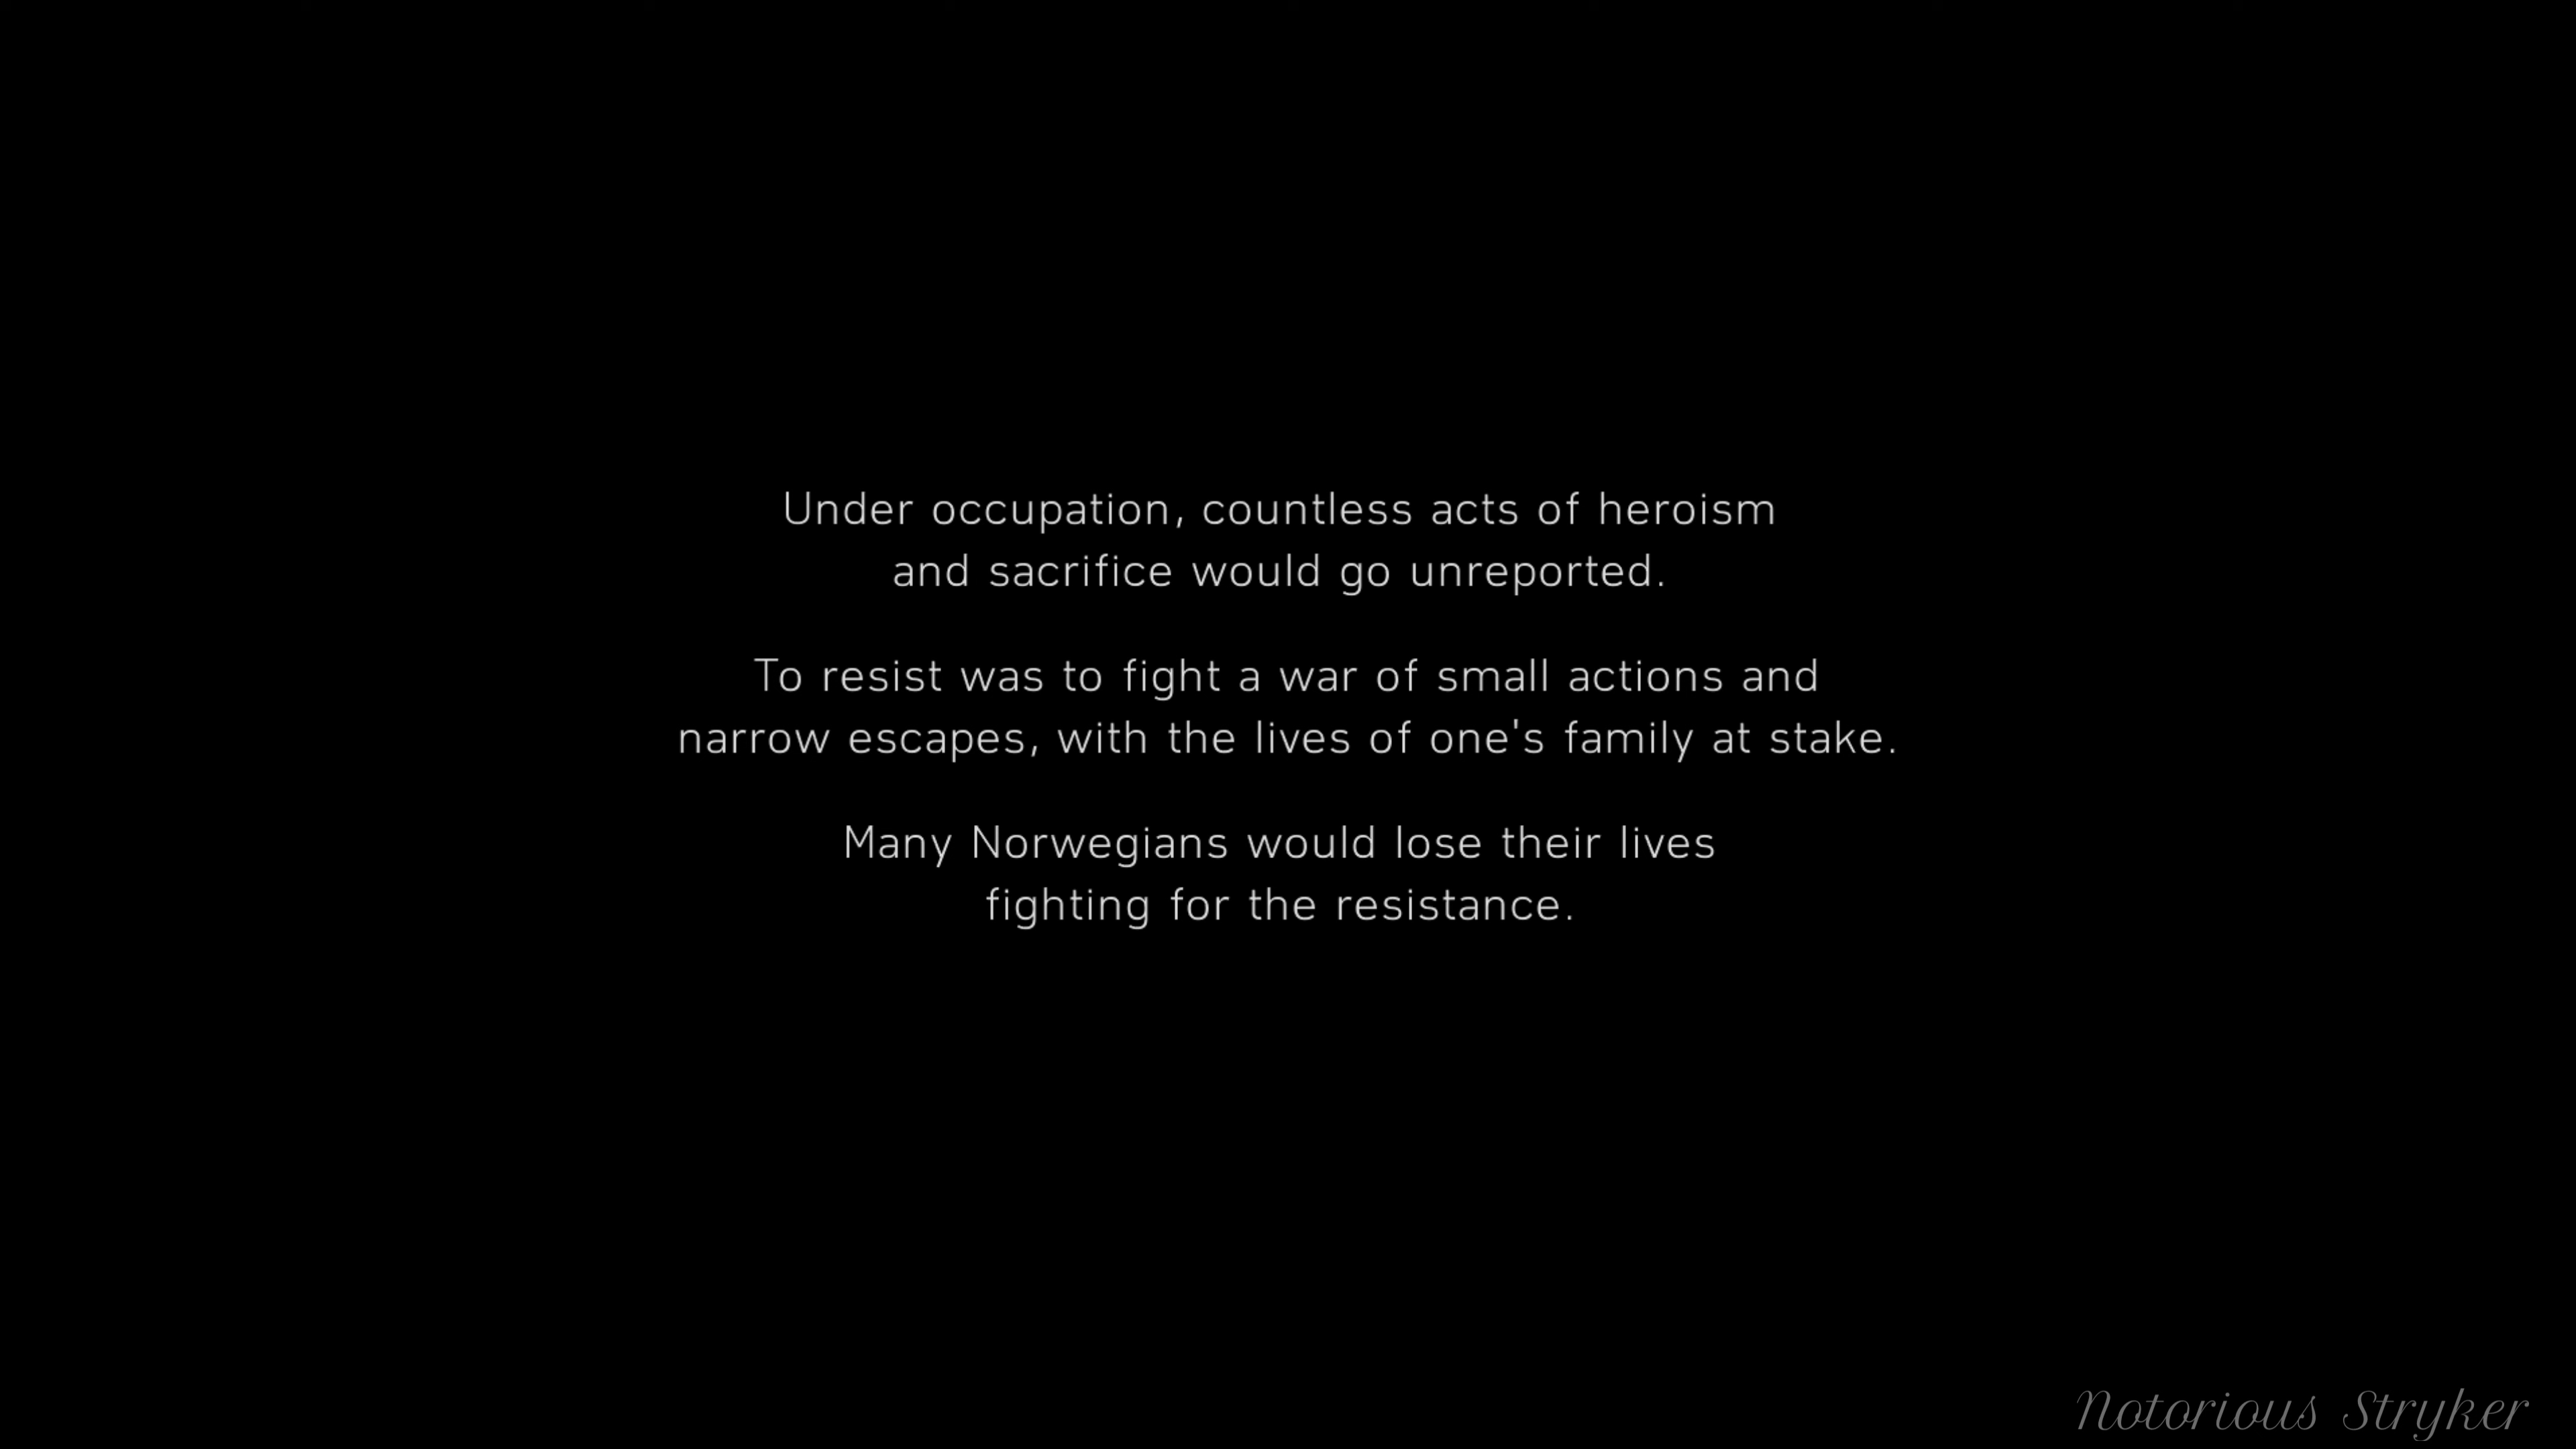 Under occupation, countless acts of heroism
and sacrifice would go unreported.
To resist was to fight a war of small actions and
narrow escapes, with the lives of one's family at stake.
Many Norwegians would lose their lives
fighting for the resistance.
Notorious Stryker